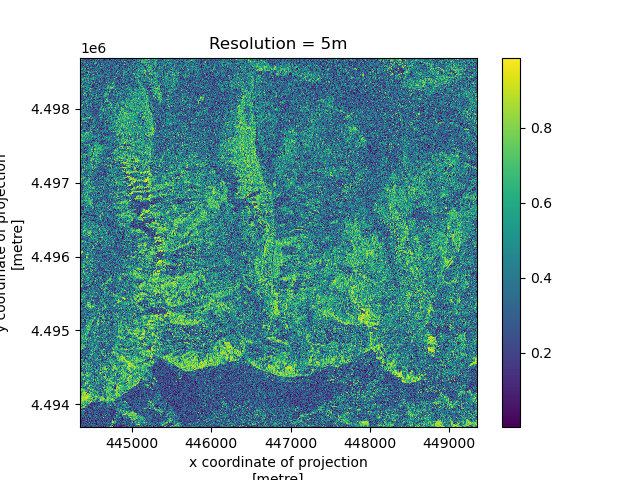 Resolution = 5m
1e6
4.498
4.497
4.496
4.495
4.494
y coordinate of projection
[metre]
445000 446000 447000 448000 449000
x coordinate of projection
[metre]
0.8
0.6
0.4
0.2